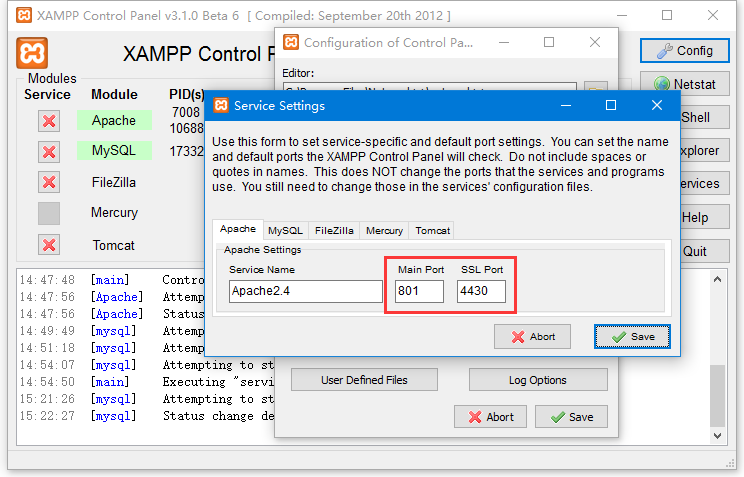 XAMPP Control Panel v3.1.0 Beta 6 [ Compiled: September 20th 2012 ]
XAMPP Control P
Configuration of Control Pa...
Config
Editor:
Modules
Service Module PID(s)
Netstat
Apache 7008
10688
Shell
MySQL 17332
xplorer
FileZilla
ervices
Mercury
Help
Tomcat
Quit
Service Settings
Use this form to set service-specific and default port settings. You can set the name
and default ports the XAMPP Control Panel will check. Do not include spaces or
quotes in names. This does NOT change the ports that the services and programs
use. You still need to change those in the services' configuration files.
Apache MySQL FileZilla Mercury Tomcat
Apache Settings
Service Name Main Port SSL Port
Apache2.4 801 4430
Abort Save
14:47:48 [main] Contro
14:47:56 [Apache] Attemp
14:47:56 [Apache] Status
14:49:49 [mysql] Attemp
14:51:18 [mysql] Attemp
14:54:07 [mysql] Attempting to st
14:54:50 [main] Executing "servi
15:21:26 [mysql] Attempting to st
15:22:27 [mysql] Status change de
User Defined Files Log Options
Abort Save